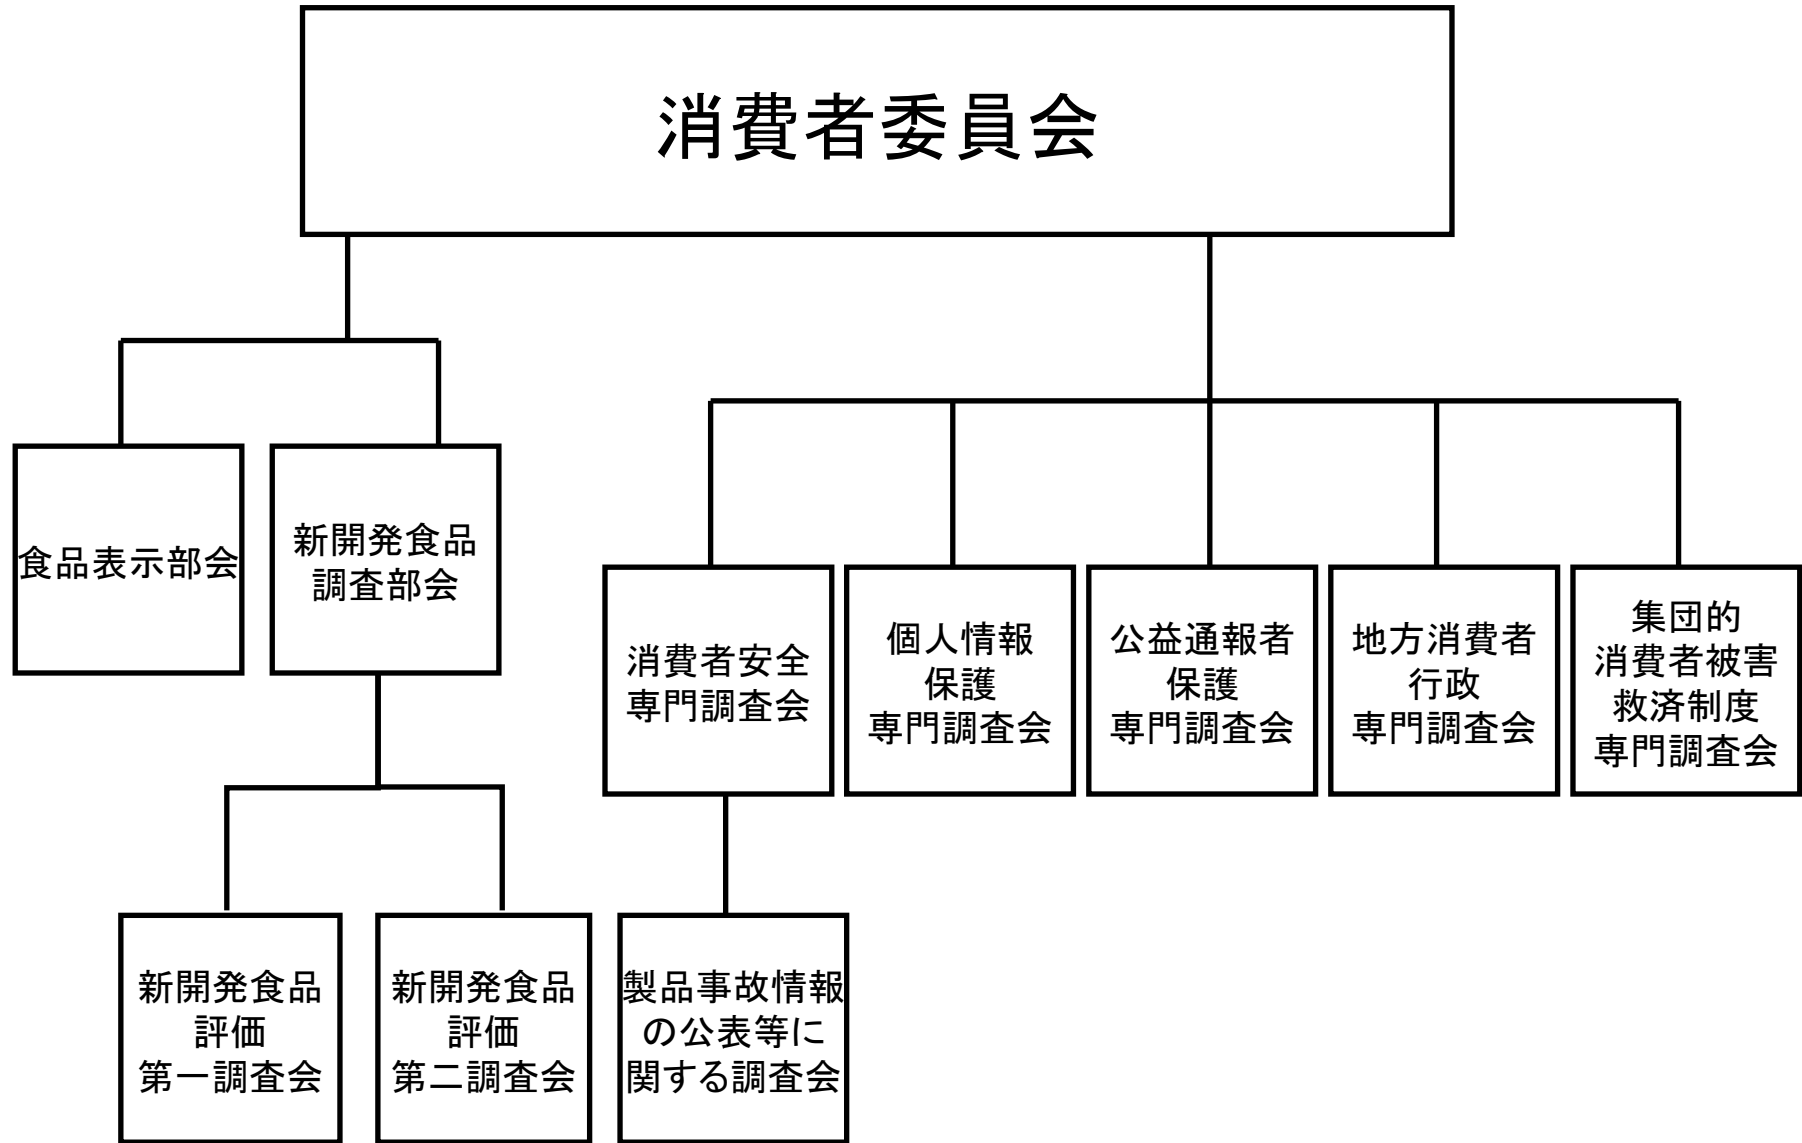 消費者委員会
食品表示部会
新開発食品
調査部会
消費者安全
専門調査会
個人情報
保護
専門調査会
公益通報者
保護
専門調査会
地方消費者
行政
専門調査会
集団的
消費者被害
救済制度
専門調査会
新開発食品
評価
第一調査会
新開発食品
評価
第二調査会
製品事故情報
の公表等に
関する調査会